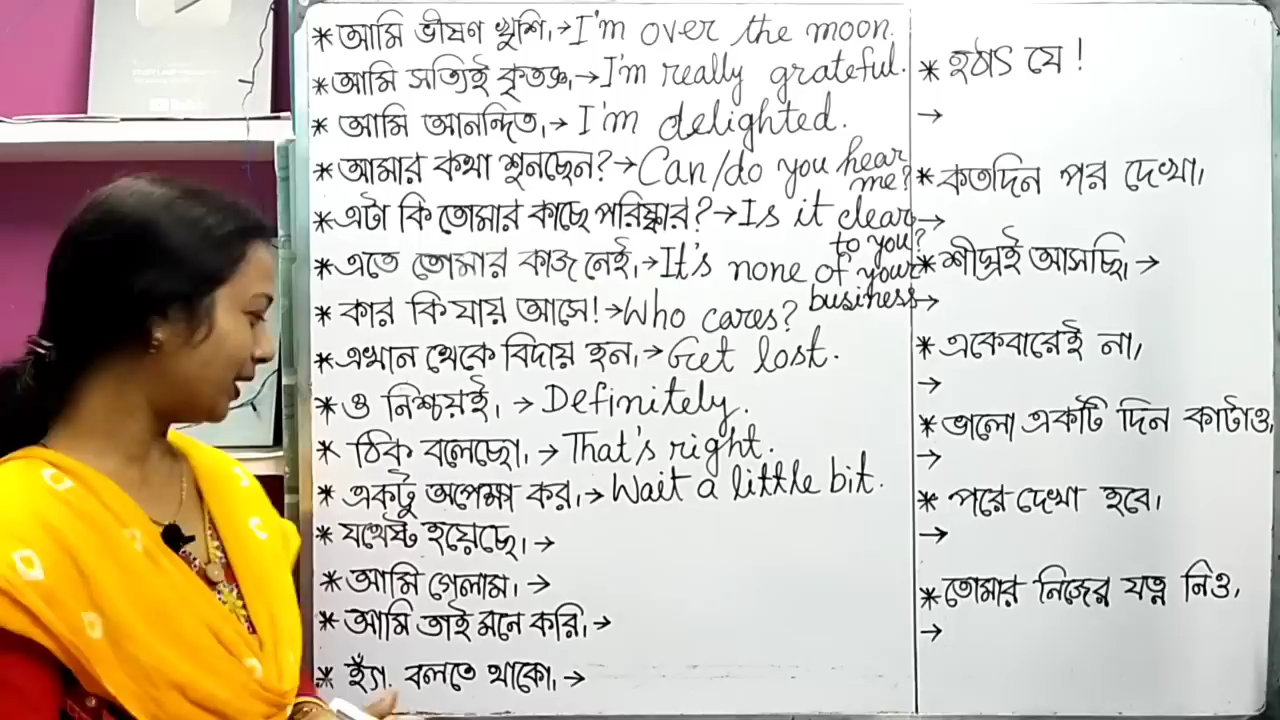 * আমি ভীষণ খুশি।→I'm over the moon.
* আমি সত্যিই কৃতজ্ঞ।→I'm really grateful.
* আমি আনন্দিত।→ I'm delighted.
* আমার কথা শুনছেন?→Can/do you hear
me?
* এটা কি তোমার কাছে পরিষ্কার?→Is it clear
to you?
* এতে তোমার কাজ নেই।→It's none of your
business
* কার কি যায় আসে!→Who cares?
* এখান থেকে বিদায় হন।→Get lost.
* ও নিশ্চয়ই। → Definitely.
* ঠিক বলেছো।→ That's right.
* একটু অপেক্ষা কর।→ Wait a little bit.
* যথেষ্ট হয়েছে।→
* আমি গেলাম।→
* আমি তাই মনে করি।→
* হ্যাঁ বলতে থাকো।→
* হঠাৎ যে!
→
* কতদিন পর দেখা।
→
* শীঘ্রই আসছি।→
→
* একেবারেই না।
→
* ভালো একটি দিন কাটাও।
→
* পরে দেখা হবে।
→
* তোমার নিজের যত্ন নিও।
→